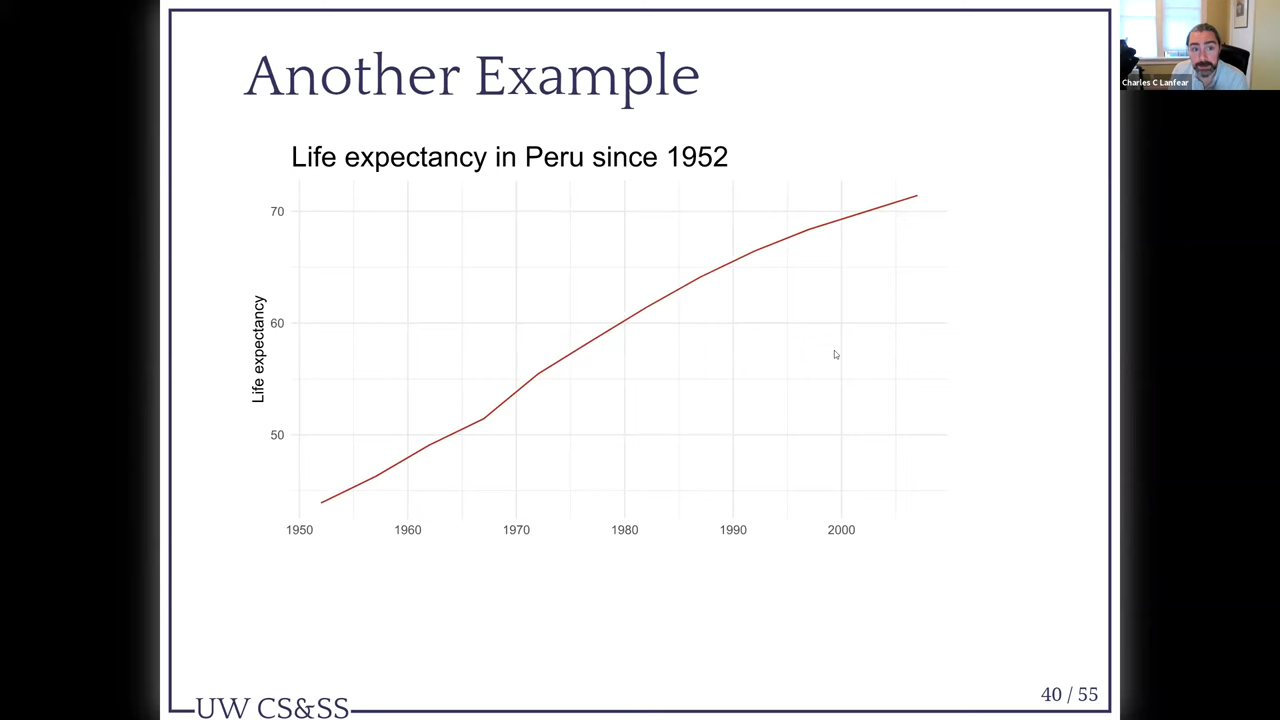 Another Example
Charles C Lanfear
Life expectancy in Peru since 1952
Life expectancy
70
60
50
1950 1960 1970 1980 1990 2000
UW CS&SS
40 / 55